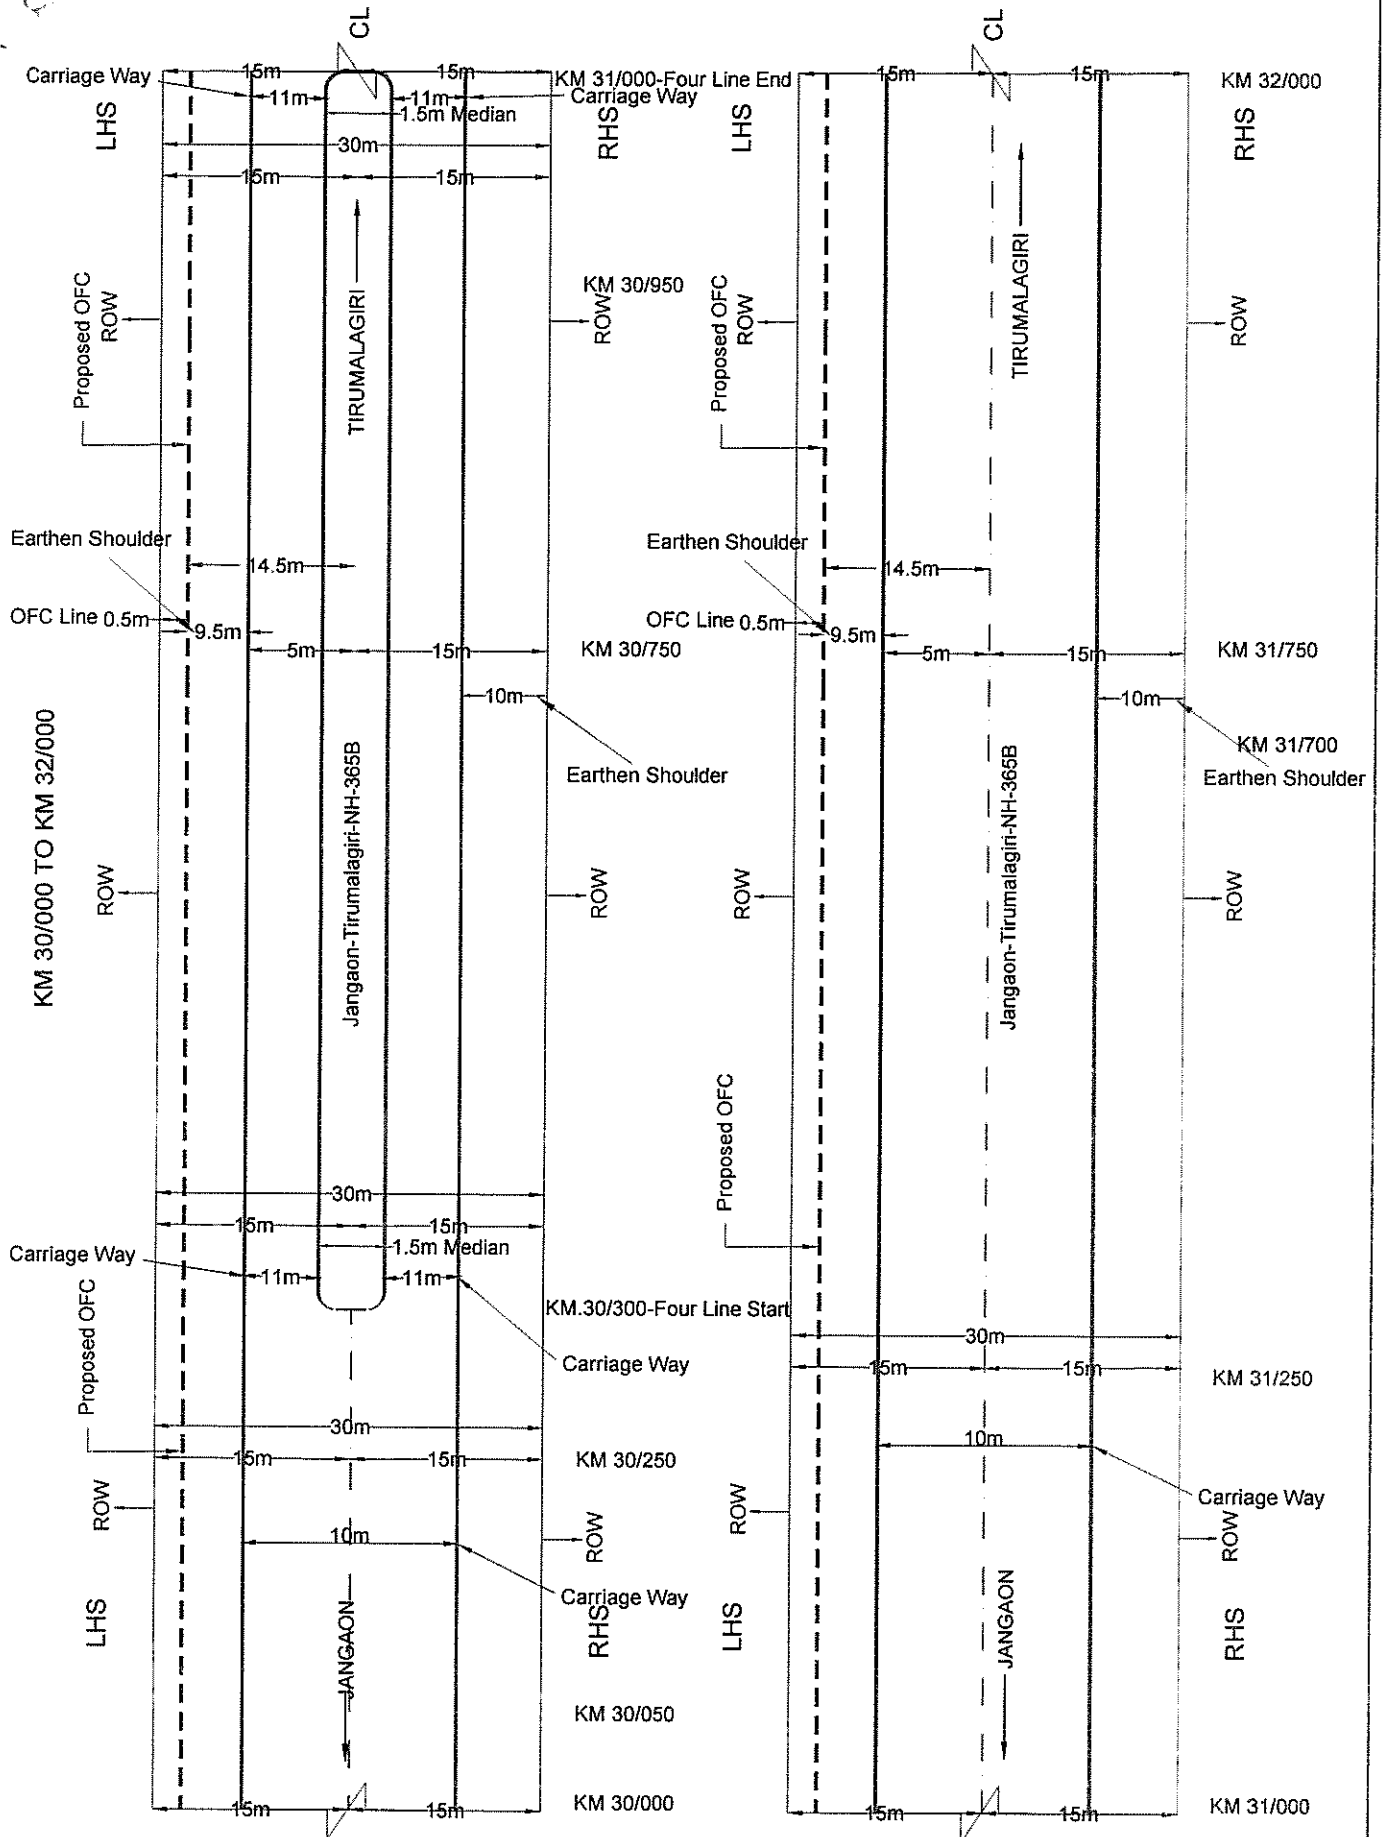 KM 30/000 TO KM 32/000
CL
15m
15m
KM 31/000-Four Line End
Carriage Way
11m
11m
Carriage Way
1.5m Median
LHS
RHS
30m
15m
15m
KM 30/950
Proposed OFC
ROW
ROW
TIRUMALAGIRI
Earthen Shoulder
14.5m
OFC Line 0.5m
9.5m
5m
15m
KM 30/750
10m
Earthen Shoulder
Jangaon-Tirumalagiri-NH-365B
ROW
ROW
30m
15m
15m
1.5m Median
Carriage Way
11m
11m
KM.30/300-Four Line Start
Carriage Way
Proposed OFC
30m
15m
15m
KM 30/250
ROW
ROW
10m
Carriage Way
LHS
RHS
JANGAON
KM 30/050
15m
15m
KM 30/000
CL
15m
15m
KM 32/000
LHS
RHS
TIRUMALAGIRI
Proposed OFC
ROW
ROW
Earthen Shoulder
14.5m
OFC Line 0.5m
9.5m
5m
15m
KM 31/750
10m
KM 31/700
Earthen Shoulder
Jangaon-Tirumalagiri-NH-365B
ROW
ROW
Proposed OFC
30m
15m
15m
KM 31/250
10m
Carriage Way
ROW
ROW
LHS
RHS
JANGAON
15m
15m
KM 31/000